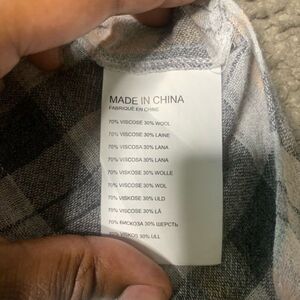 MADE IN CHINA
FABRIQUÉ EN CHINE
70% VISCOSE 30% WOOL
70% VISCOSE 30% LAINE
70% VISCOSA 30% LANA
70% VISCOSA 30% LANA
70% VISKOSE 30% WOLLE
70% VISCOSE 30% WOL
70% VISKOSE 30% ULD
70% VISCOSE 30% LÃ
70% ВИСКОЗА 30% ШЕРСТЬ
70% VISKOS 30% ULL